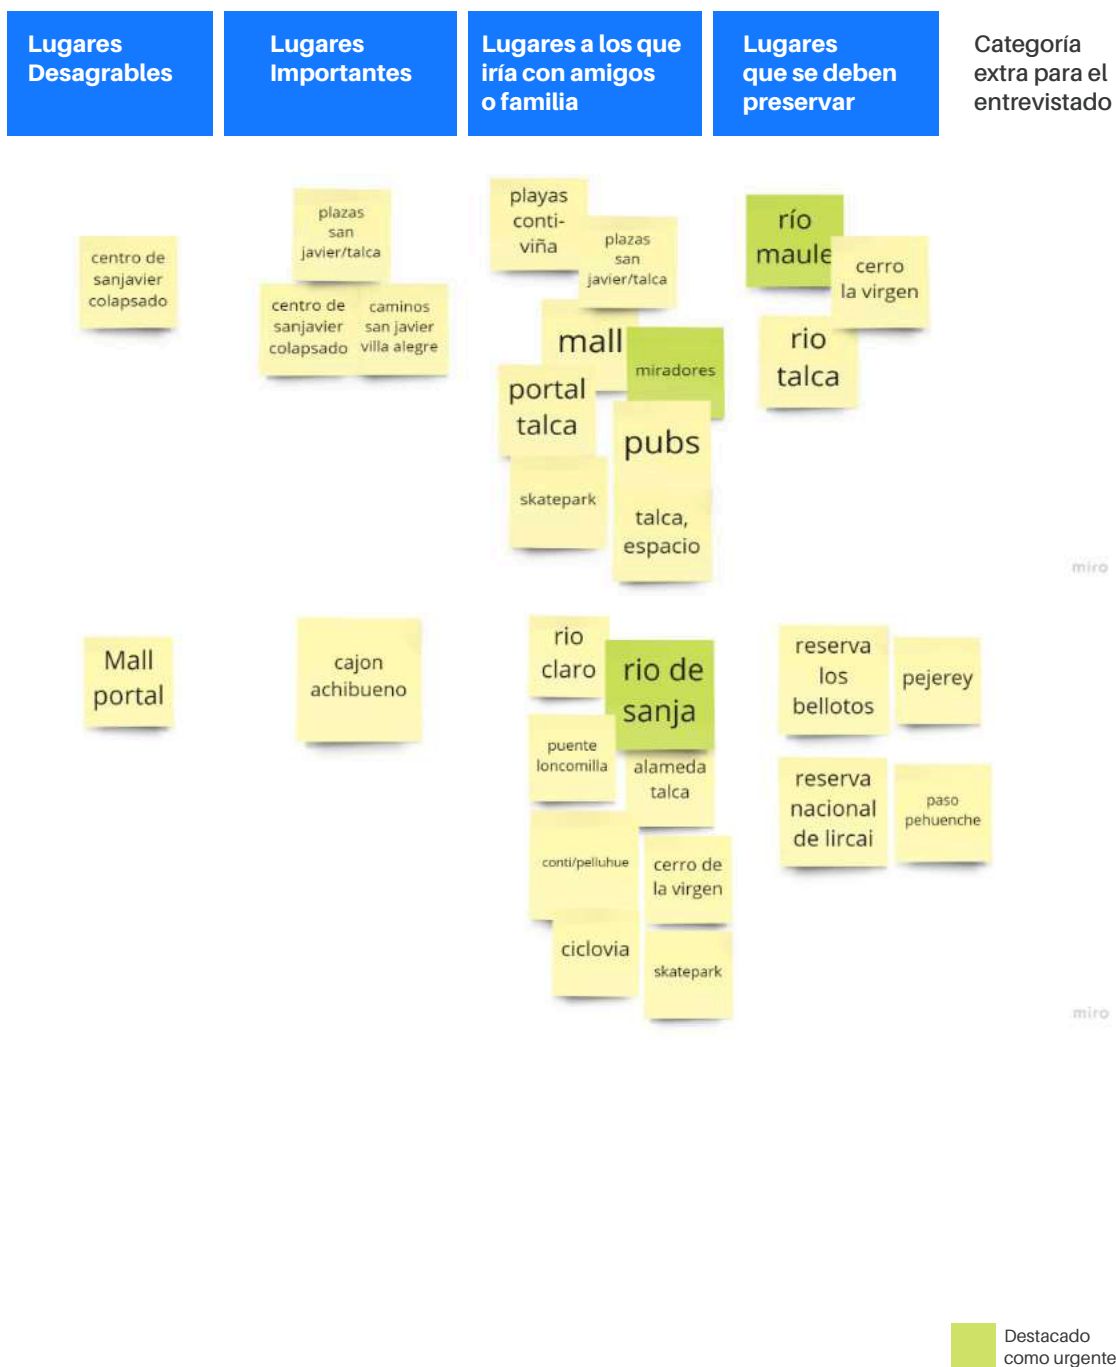 Lugares
Desagrables
Lugares
Importantes
Lugares a los que
iría con amigos
o familia
Lugares
que se deben
preservar
Categoría
extra para el
entrevistado
centro de
sanjavier
colapsado
plazas
san
javier/talca
centro de
sanjavier
colapsado
caminos
san javier
villa alegre
playas
conti-
viña
plazas
san
javier/talca
mall
miradores
portal
talca
pubs
skatepark
talca,
espacio
río
maule
cerro
la virgen
rio
talca
miro
Mall
portal
cajon
achibueno
rio
claro
rio de
sanja
puente
loncomilla
alameda
talca
conti/pelluhue
cerro de
la virgen
ciclovia
skatepark
reserva
los
bellotos
pejerey
reserva
nacional
de lircai
paso
pehuenche
miro
Destacado
como urgente